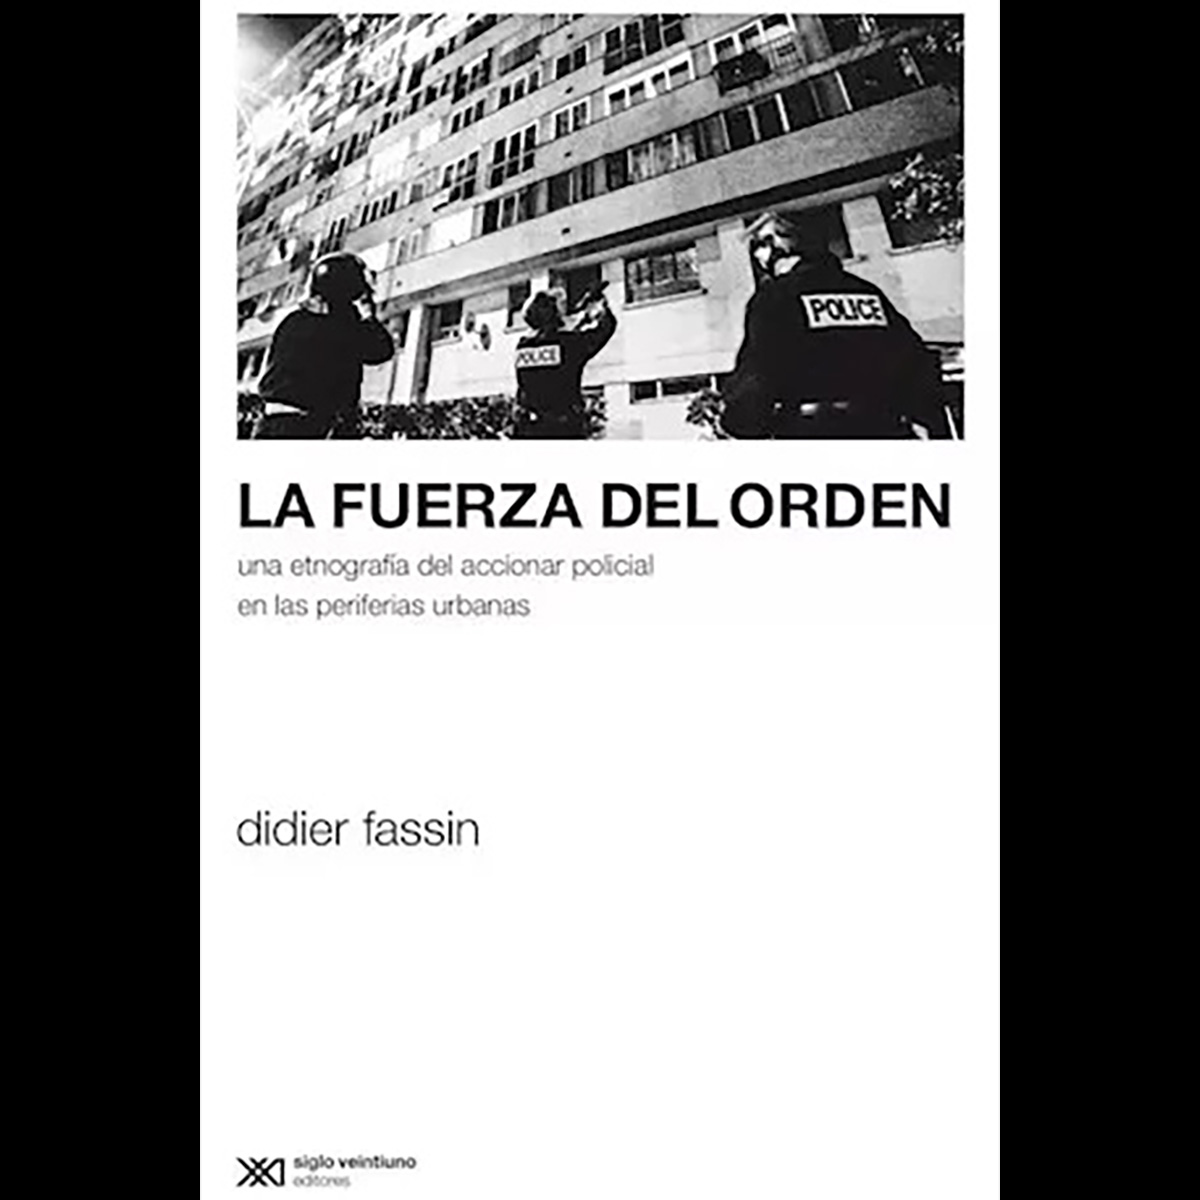 POLICE
POLICE
LA FUERZA DEL ORDEN
una etnografía del accionar policial
en las periferias urbanas
didier fassin
siglo veintiuno
editores